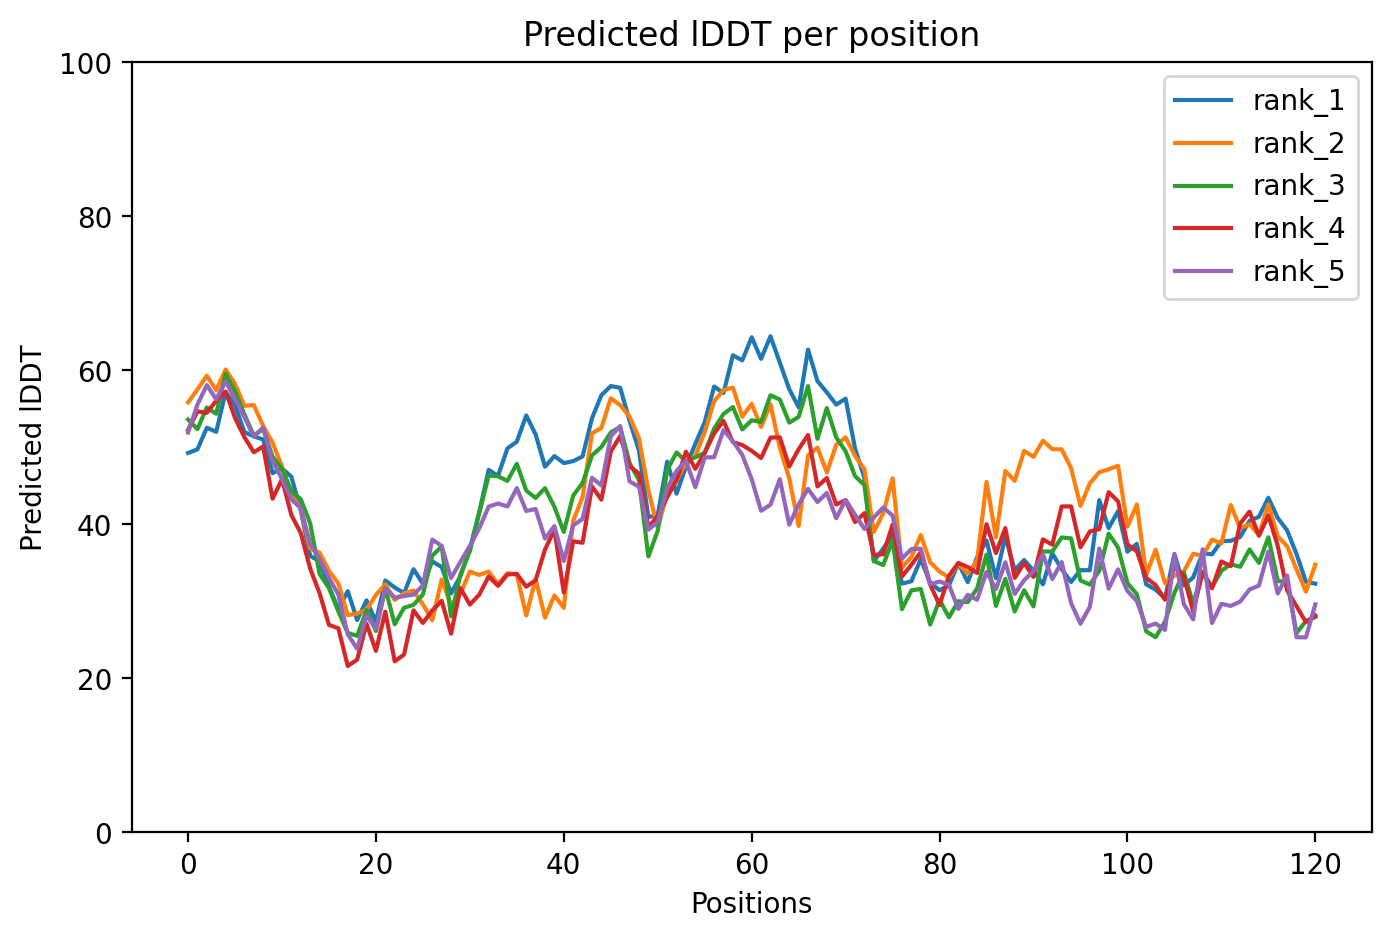 Predicted lDDT per position
100
80
60
40
20
0
Predicted lDDT
rank_1
rank_2
rank_3
rank_4
rank_5
0 20 40 60 80 100 120
Positions